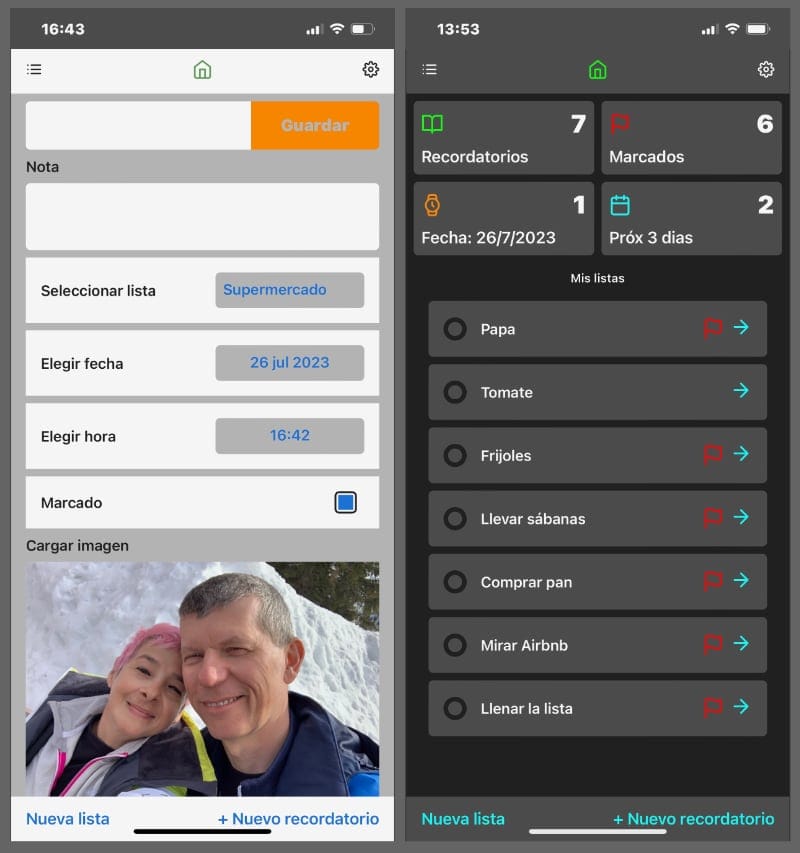 16:43
Guardar
Nota
Seleccionar lista
Supermercado
Elegir fecha
26 jul 2023
Elegir hora
16:42
Marcado
Cargar imagen
Nueva lista
+ Nuevo recordatorio
13:53
7
Recordatorios
6
Marcados
1
Fecha: 26/7/2023
2
Próx 3 dias
Mis listas
Papa
Tomate
Frijoles
Llevar sábanas
Comprar pan
Mirar Airbnb
Llenar la lista
Nueva lista
+ Nuevo recordatorio